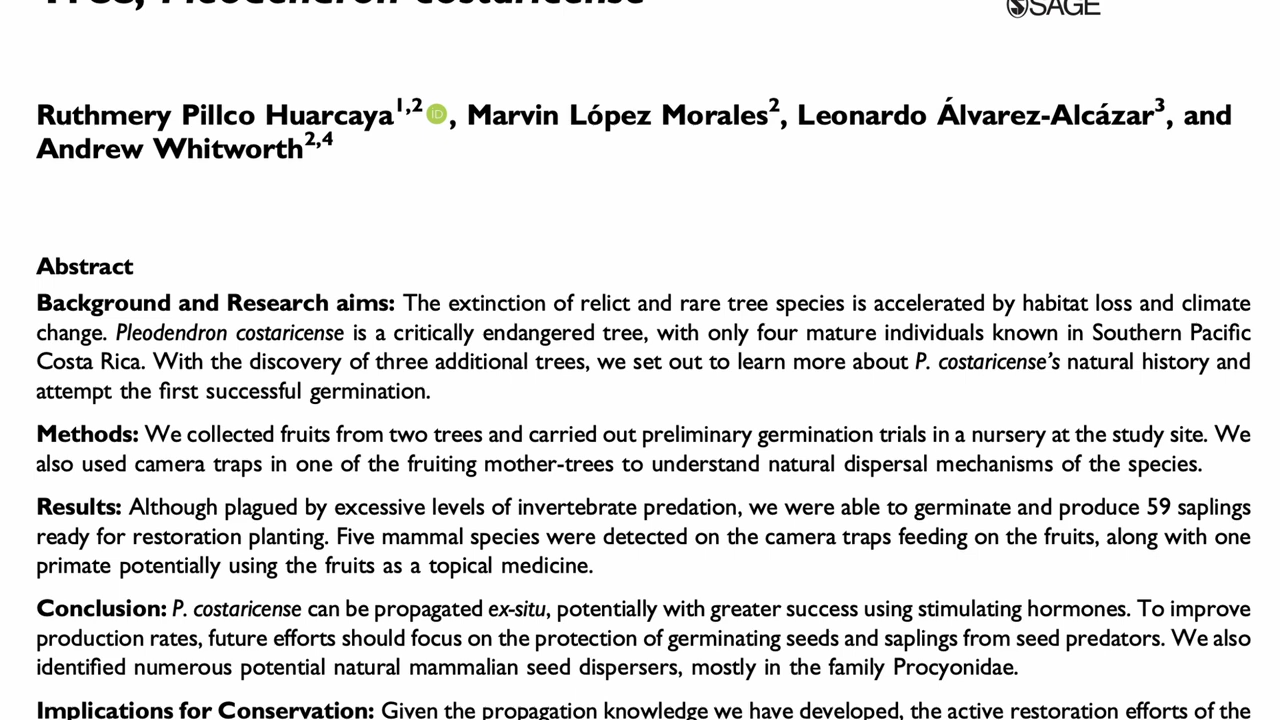 Tree, Pleodendron costaricense
SAGE
Ruthmery Pillco Huarcaya1,2 iD, Marvin López Morales2, Leonardo Álvarez-Alcázar3, and
Andrew Whitworth2,4
Abstract
Background and Research aims: The extinction of relict and rare tree species is accelerated by habitat loss and climate
change. Pleodendron costaricense is a critically endangered tree, with only four mature individuals known in Southern Pacific
Costa Rica. With the discovery of three additional trees, we set out to learn more about P. costaricense’s natural history and
attempt the first successful germination.
Methods: We collected fruits from two trees and carried out preliminary germination trials in a nursery at the study site. We
also used camera traps in one of the fruiting mother-trees to understand natural dispersal mechanisms of the species.
Results: Although plagued by excessive levels of invertebrate predation, we were able to germinate and produce 59 saplings
ready for restoration planting. Five mammal species were detected on the camera traps feeding on the fruits, along with one
primate potentially using the fruits as a topical medicine.
Conclusion: P. costaricense can be propagated ex-situ, potentially with greater success using stimulating hormones. To improve
production rates, future efforts should focus on the protection of germinating seeds and saplings from seed predators. We also
identified numerous potential natural mammalian seed dispersers, mostly in the family Procyonidae.
Implications for Conservation: Given the propagation knowledge we have developed, the active restoration efforts of the